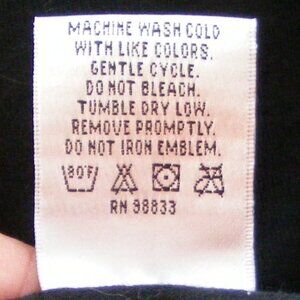 MACHINE WASH COLD
WITH LIKE COLORS.
GENTLE CYCLE.
DO NOT BLEACH.
TUMBLE DRY LOW.
REMOVE PROMPTLY.
DO NOT IRON EMBLEM.
80°F
RN 98833